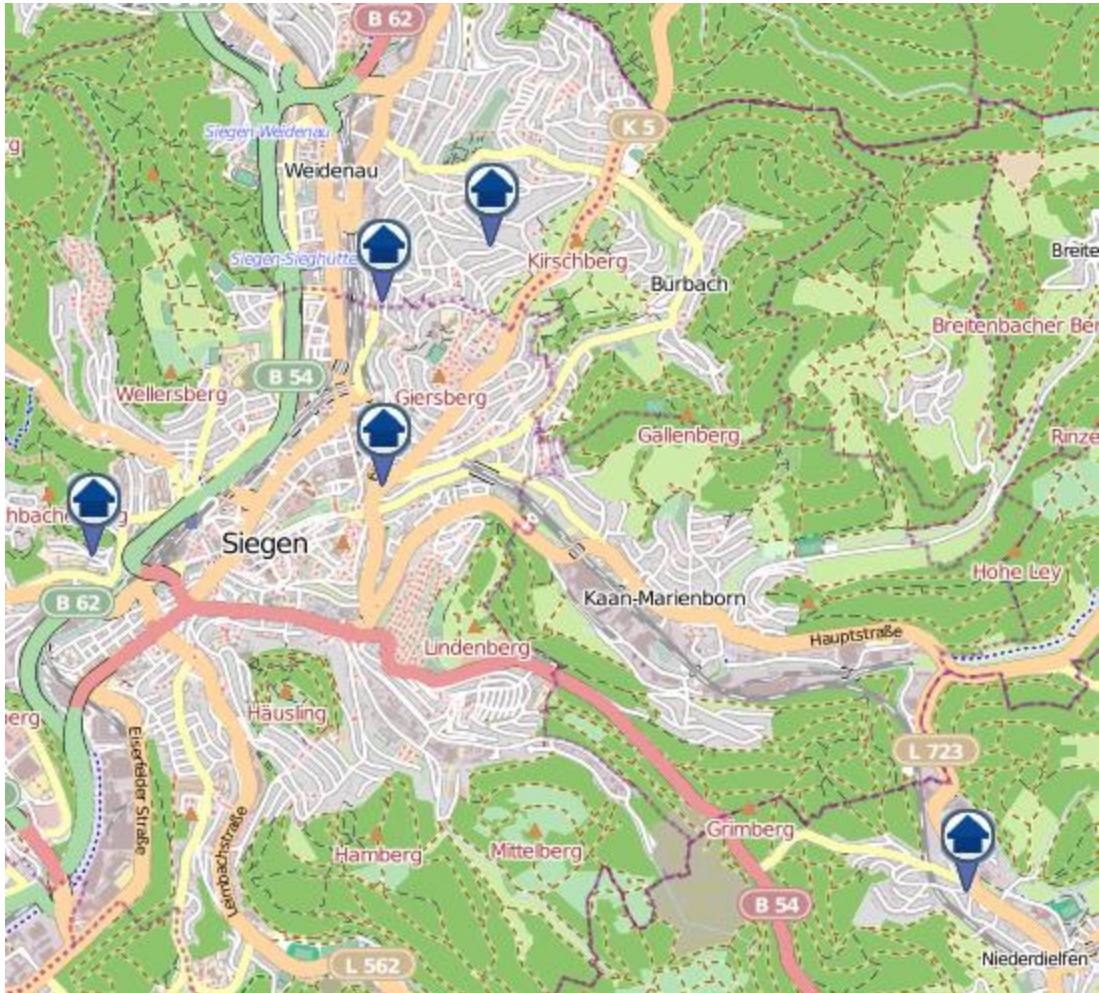 B 62
K 5
Siegen-Weidenau
Weidenau
Siegen-Sieghütte
Kirschberg
Breite
Bürbach
Breitenbacher Ber
B 54
Wellersberg
Giersberg
Gallenberg
Rinze
Siegen
Hohe Ley
B 62
Kaan-Marienborn
Hauptstraße
Lindenberg
Häusling
Eiserfelder Straße
L 723
Leimbachstraße
Grimberg
Hamberg
Mittelberg
B 54
L 562
Niederdielfen